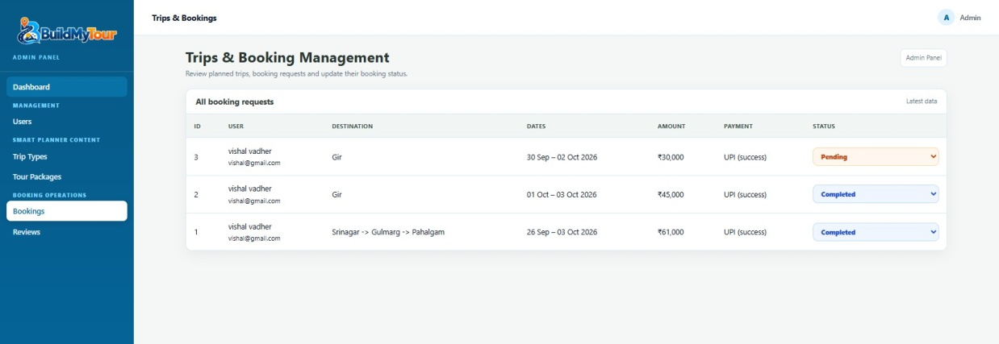 BuildMyTour
ADMIN PANEL
Dashboard
MANAGEMENT
Users
SMART PLANNER CONTENT
Trip Types
Tour Packages
BOOKING OPERATIONS
Bookings
Reviews
Trips & Bookings
A Admin
Trips & Booking Management
Admin Panel
Review planned trips, booking requests and update their booking status.
All booking requests Latest data
ID USER DESTINATION DATES AMOUNT PAYMENT STATUS
3 vishal vadher Gir 30 Sep – 02 Oct 2026 ₹30,000 UPI (success) Pending
vishal@gmail.com
2 vishal vadher Gir 01 Oct – 03 Oct 2026 ₹45,000 UPI (success) Completed
vishal@gmail.com
1 vishal vadher Srinagar -> Gulmarg -> Pahalgam 26 Sep – 03 Oct 2026 ₹61,000 UPI (success) Completed
vishal@gmail.com